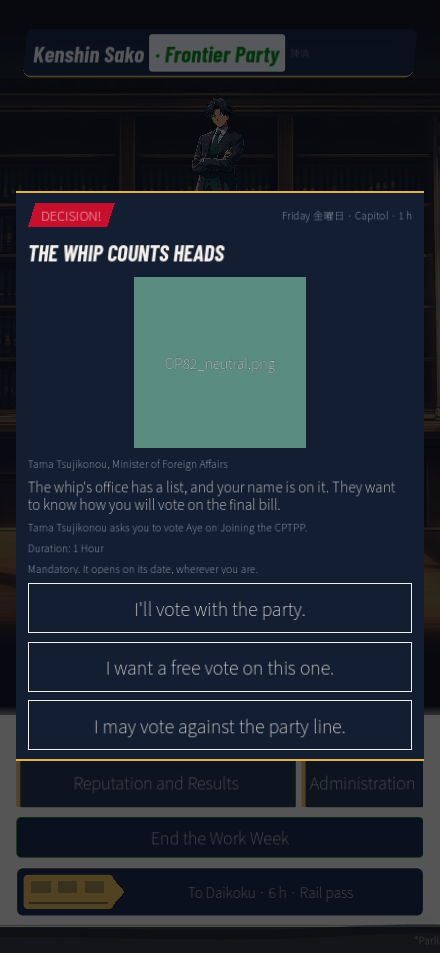 Kenshin Sako · Frontier Party 陳情
DECISION!
Friday 金曜日 · Capitol · 1 h
THE WHIP COUNTS HEADS
OP82_neutral.png
Tama Tsujikonou, Minister of Foreign Affairs
The whip's office has a list, and your name is on it. They want
to know how you will vote on the final bill.
Tama Tsujikonou asks you to vote Aye on Joining the CPTPP.
Duration: 1 Hour
Mandatory. It opens on its date, wherever you are.
I'll vote with the party.
I want a free vote on this one.
I may vote against the party line.
Reputation and Results
Administration
End the Work Week
To Daikoku · 6 h · Rail pass